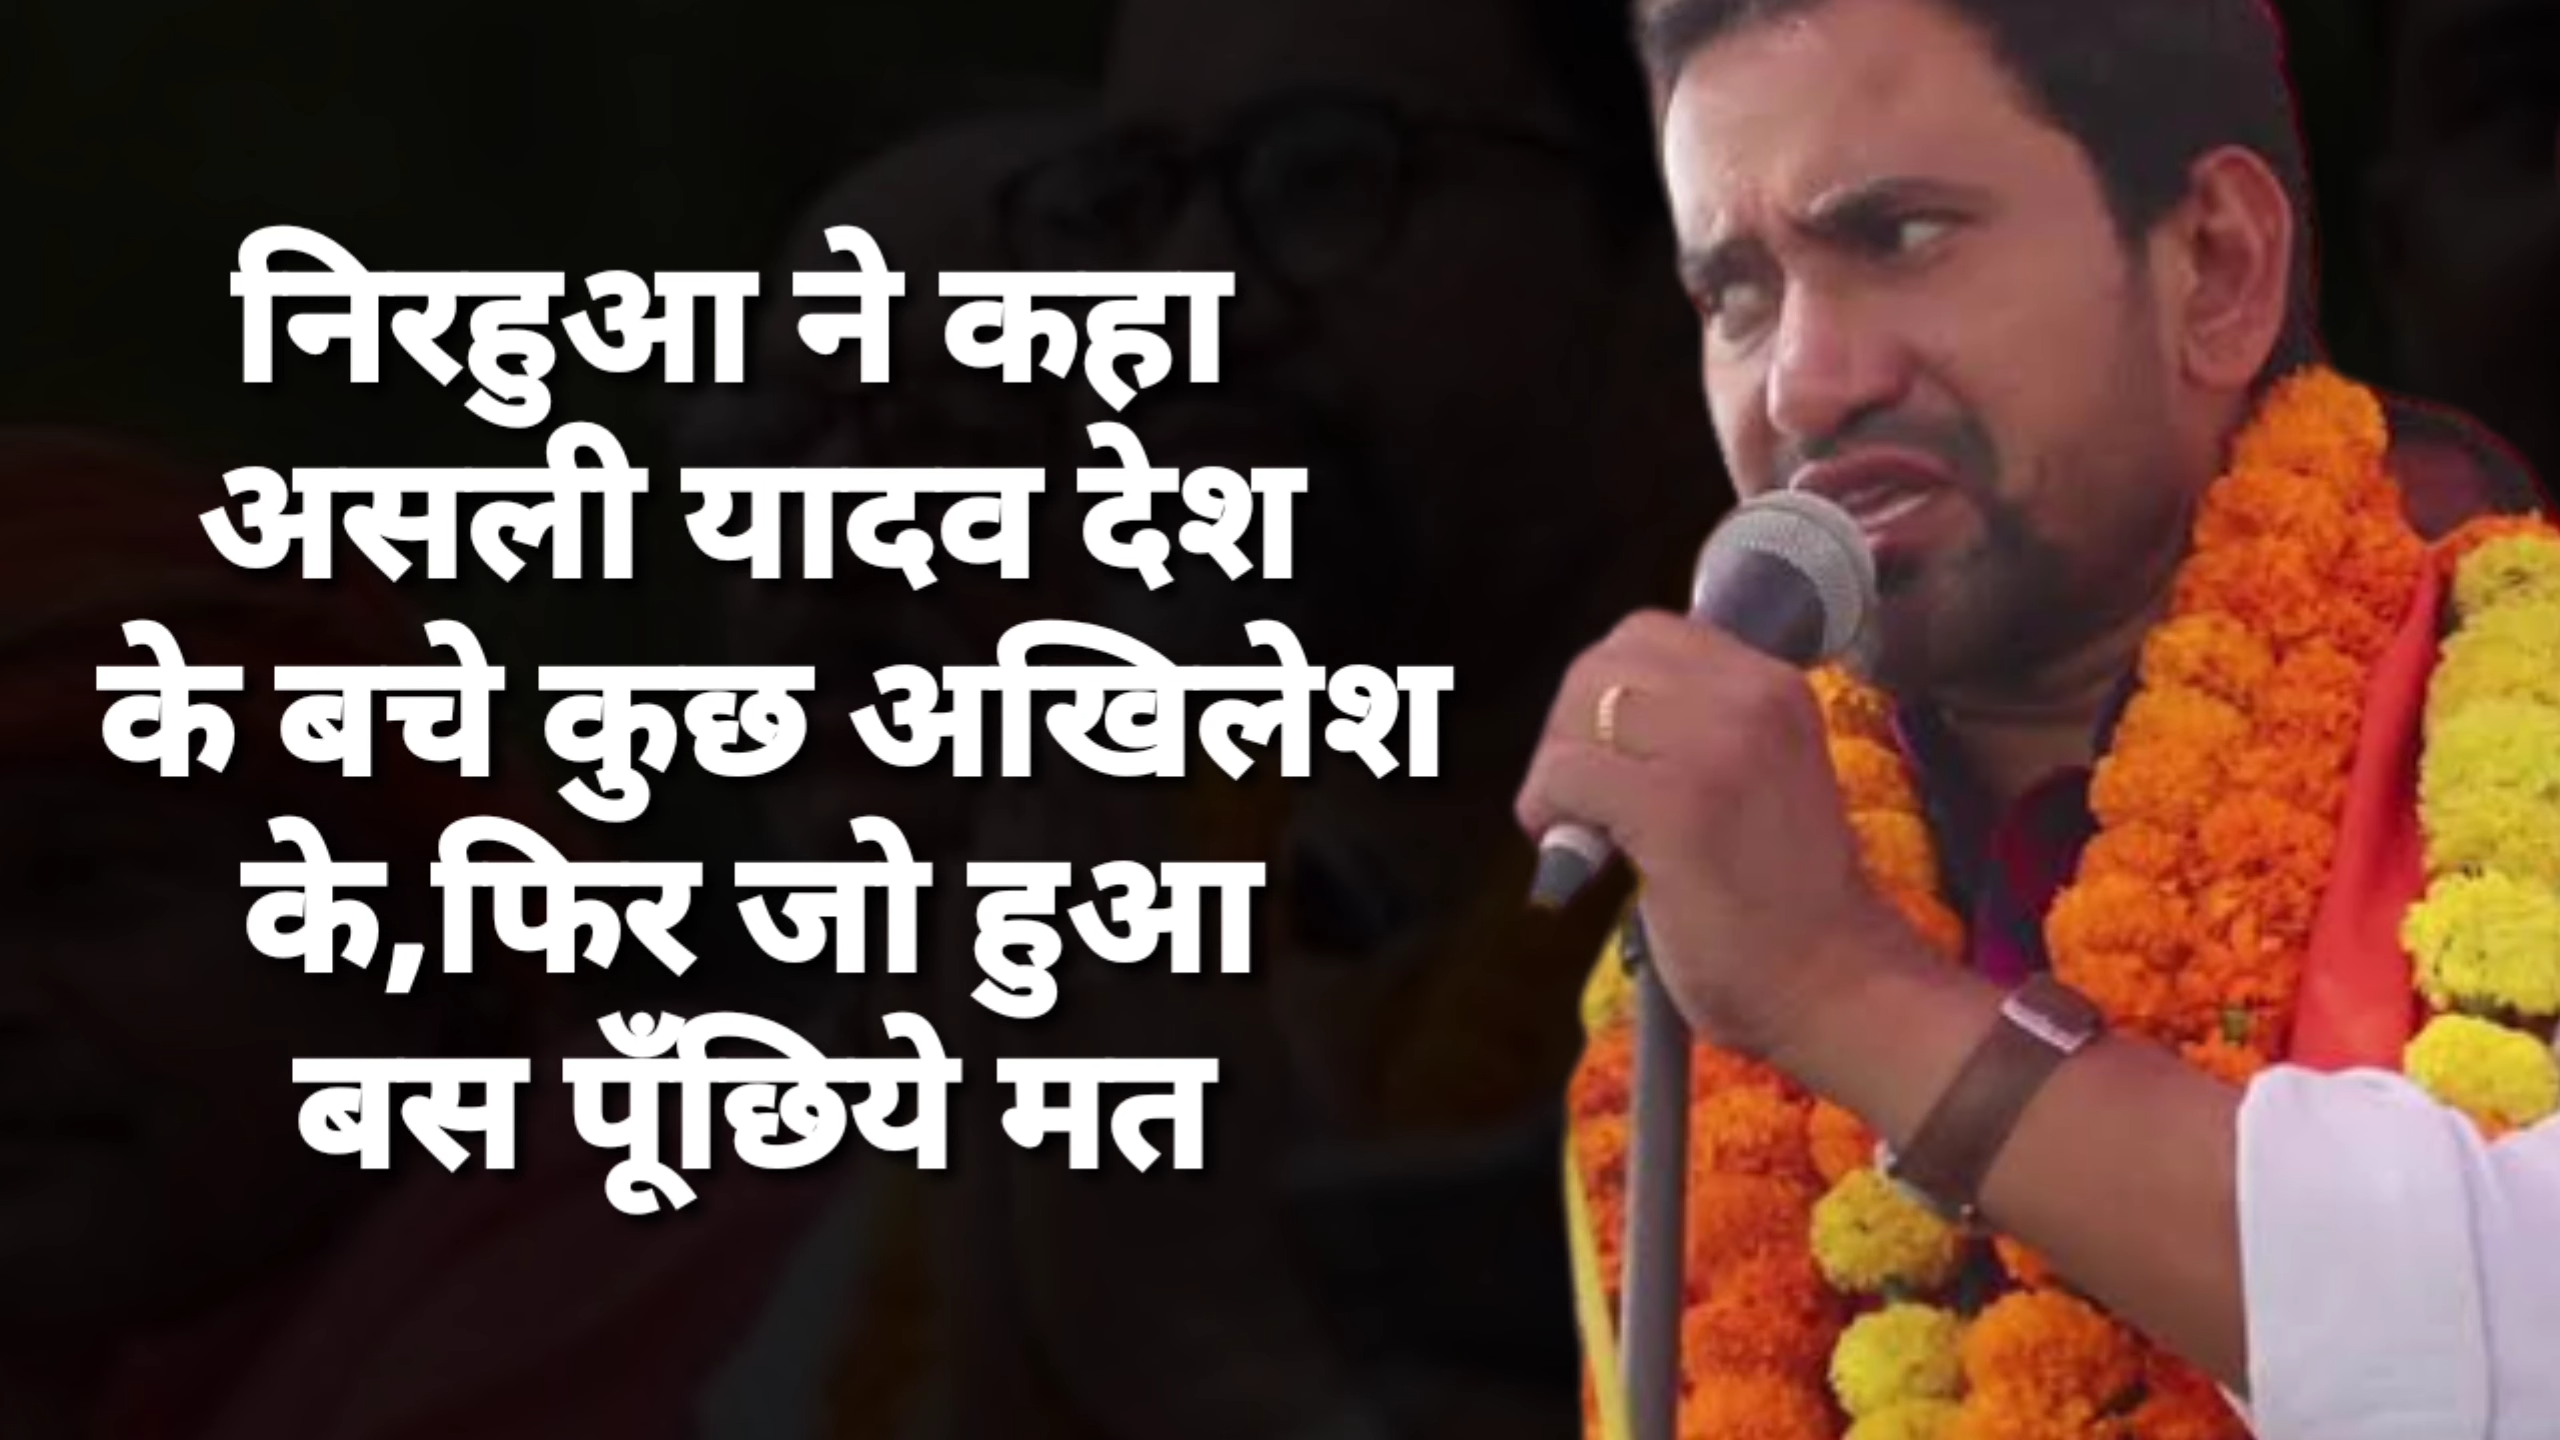 निरहुआ ने कहा
असली यादव देश
के बचे कुछ अखिलेश
के,फिर जो हुआ
बस पूँछिये मत